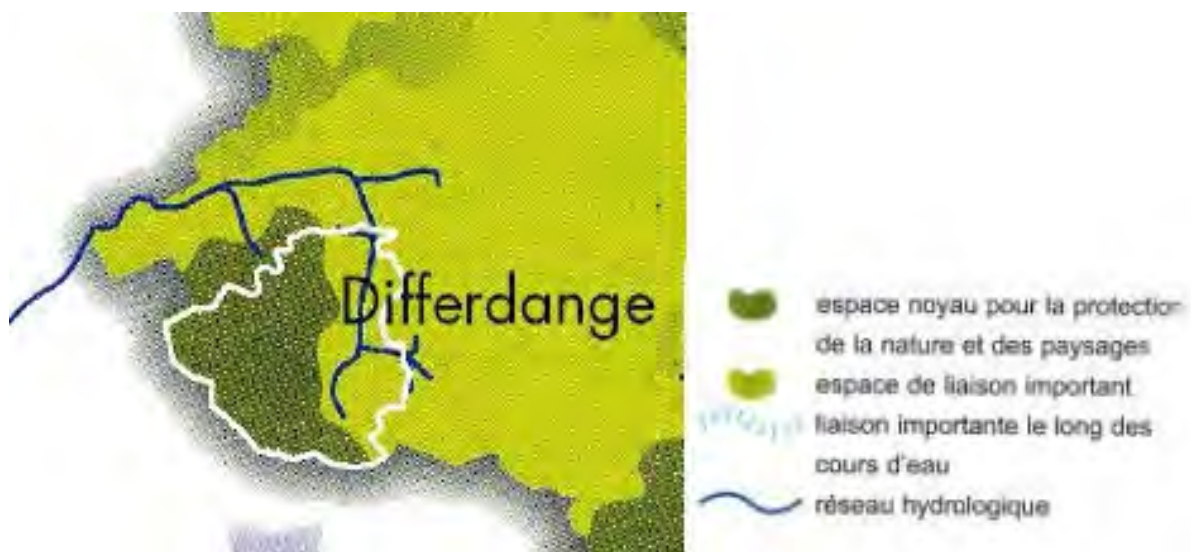 Differdange
espace noyau pour la protection
de la nature et des paysages
espace de liaison important
liaison importante le long des
cours d'eau
réseau hydrologique